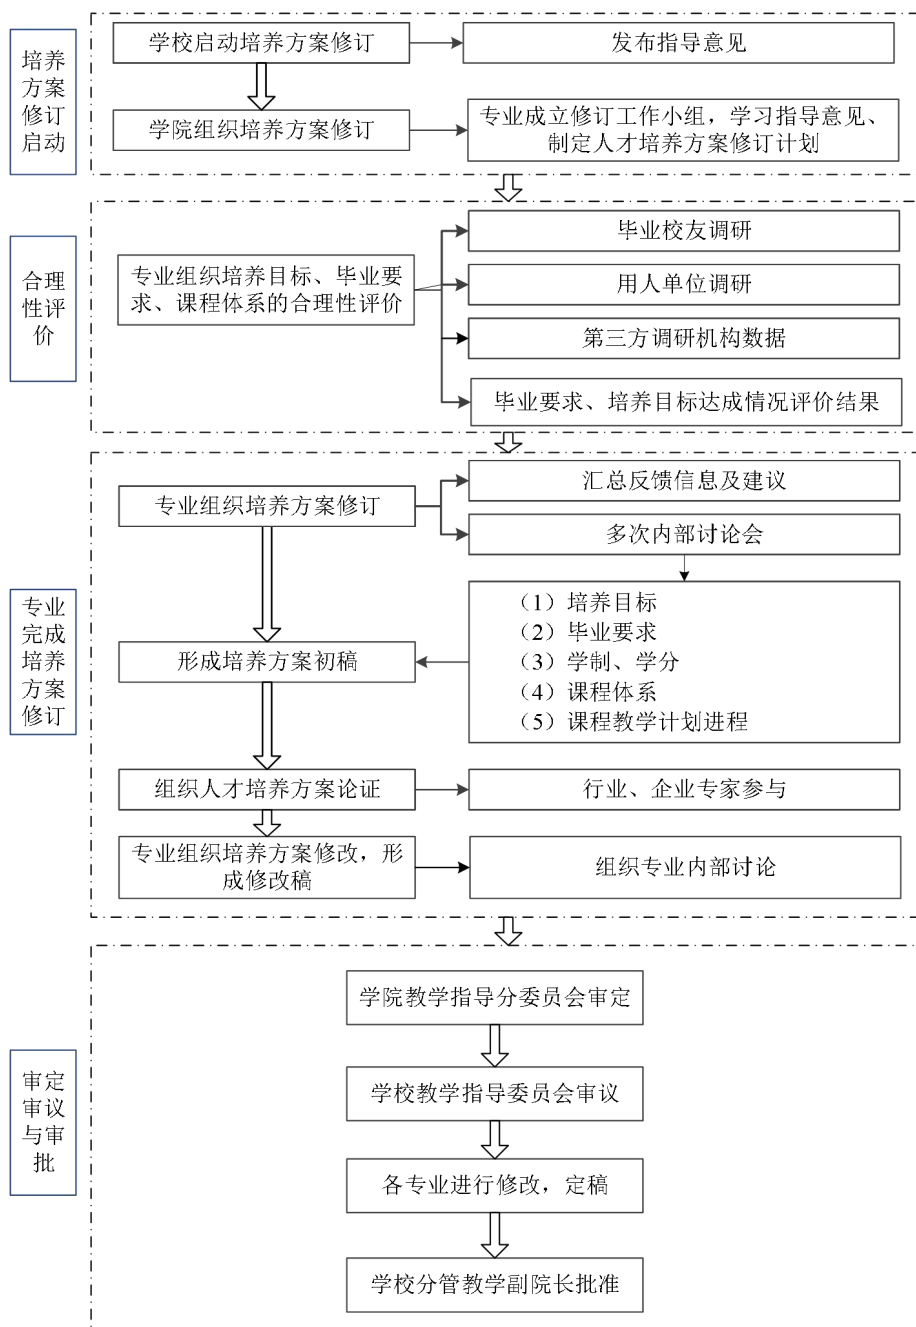 培养
方案
修订
启动
学校启动培养方案修订
发布指导意见
学院组织培养方案修订
专业成立修订工作小组，学习指导意见、
制定人才培养方案修订计划
合理
性评
价
专业组织培养目标、毕业要
求、课程体系的合理性评价
毕业校友调研
用人单位调研
第三方调研机构数据
毕业要求、培养目标达成情况评价结果
专业
完成
培养
方案
修订
专业组织培养方案修订
汇总反馈信息及建议
多次内部讨论会
（1）培养目标
（2）毕业要求
（3）学制、学分
（4）课程体系
（5）课程教学计划进程
形成培养方案初稿
组织人才培养方案论证
行业、企业专家参与
专业组织培养方案修改，形
成修改稿
组织专业内部讨论
审定
审议
与审
批
学院教学指导分委员会审定
学校教学指导委员会审议
各专业进行修改，定稿
学校分管教学副院长批准